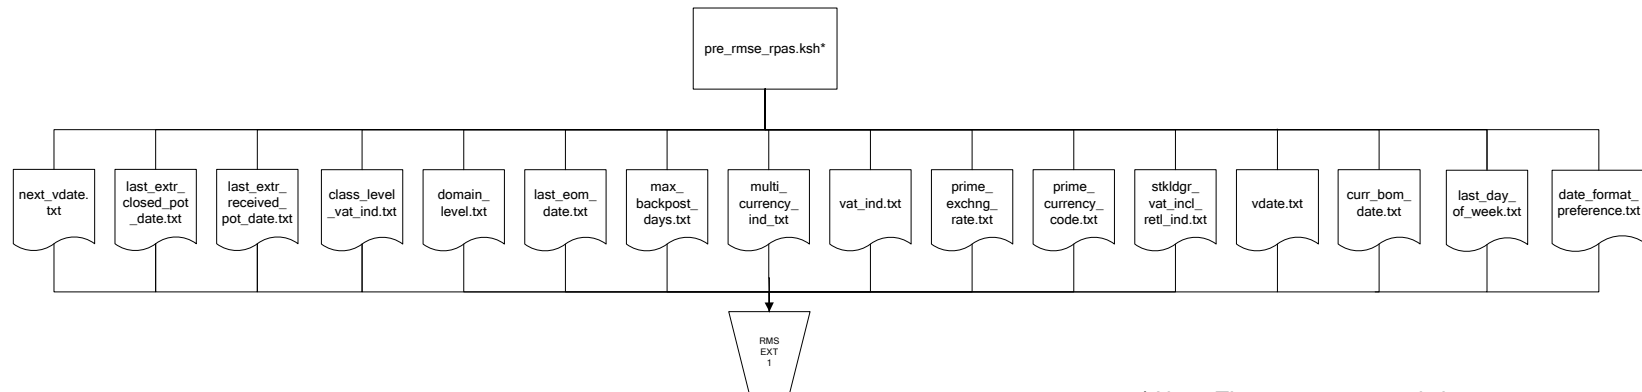 pre_rmse_rpas.ksh*
next_vdate.
txt
last_extr_
closed_pot
_date.txt
last_extr_
received_
pot_date.txt
class_level
_vat_ind.txt
domain_
level.txt
last_eom_
date.txt
max_
backpost_
days.txt
multi_
currency_
ind_txt
vat_ind.txt
prime_
exchng_
rate.txt
prime_
currency_
code.txt
stkldgr_
vat_incl_
retl_ind.txt
vdate.txt
curr_bom_
date.txt
last_day_
of_week.txt
date_format_
preference.txt
RMS
EXT
1